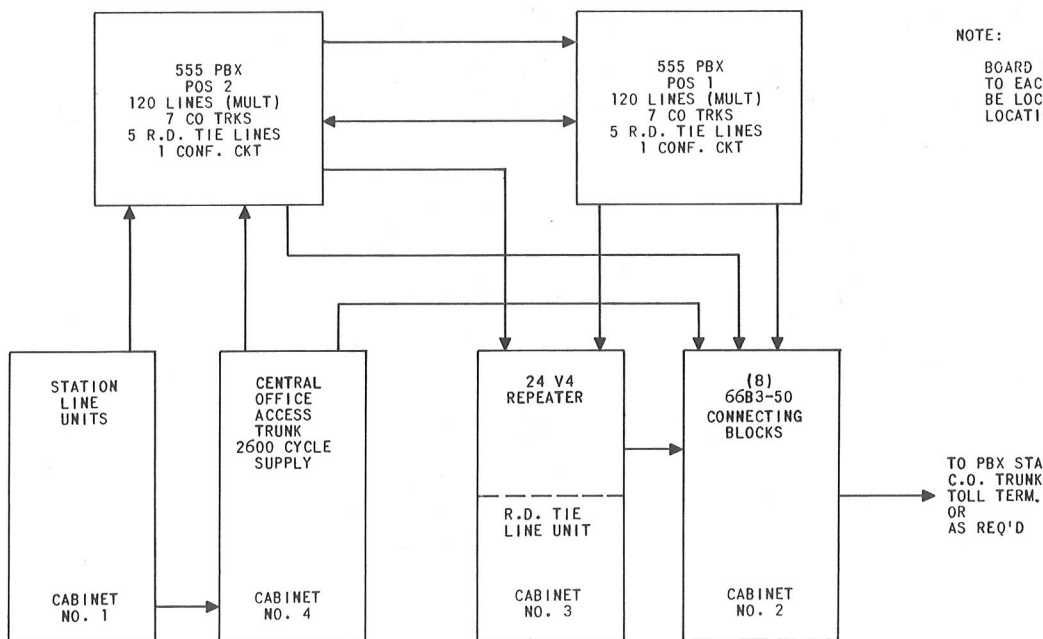 555 PBX
POS 2
120 LINES (MULT)
7 CO TRKS
5 R.D. TIE LINES
1 CONF. CKT
555 PBX
POS 1
120 LINES (MULT)
7 CO TRKS
5 R.D. TIE LINES
1 CONF. CKT
NOTE:
BOARD
TO EAC
BE LOC
LOCATI
STATION
LINE
UNITS
CABINET
NO. 1
CENTRAL
OFFICE
ACCESS
TRUNK
2600 CYCLE
SUPPLY
CABINET
NO. 4
24 V4
REPEATER
R.D. TIE
LINE UNIT
CABINET
NO. 3
(8)
66B3-50
CONNECTING
BLOCKS
CABINET
NO. 2
TO PBX STA
C.O. TRUNK
TOLL TERM.
OR
AS REQ'D